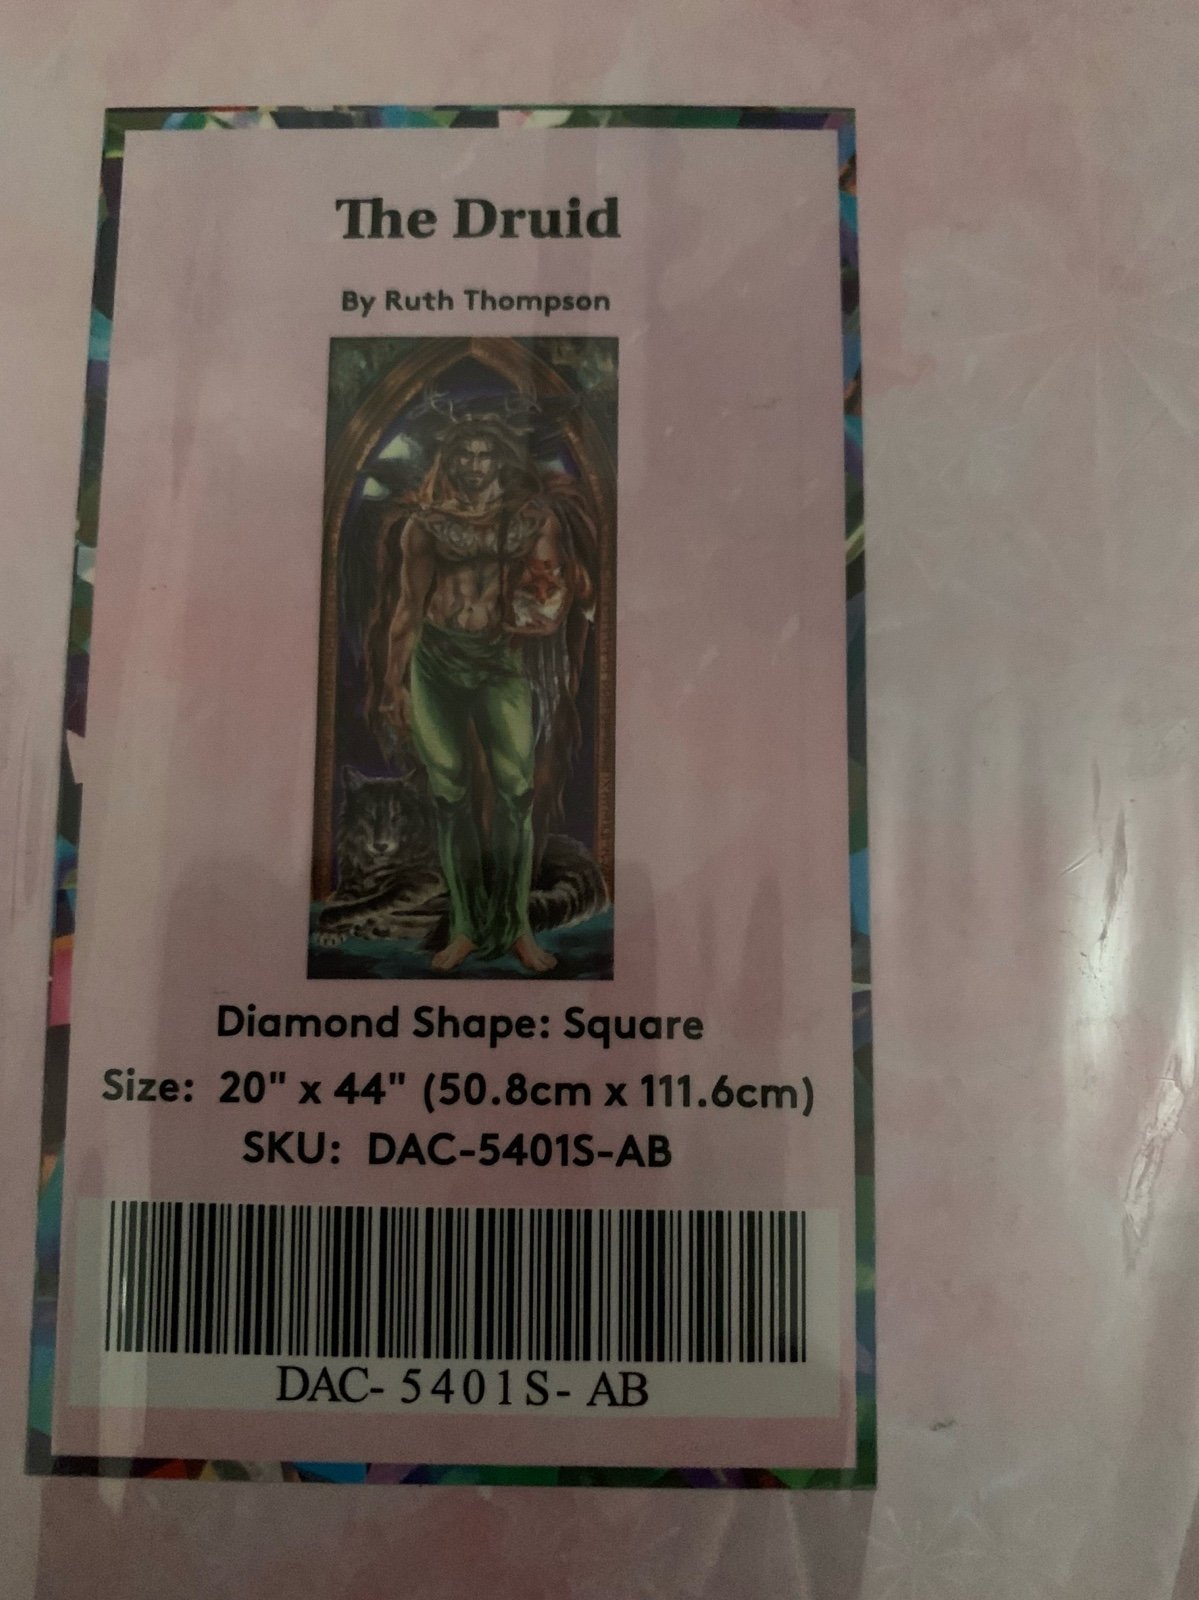 The Druid
By Ruth Thompson
Diamond Shape: Square
Size: 20" x 44" (50.8cm x 111.6cm)
SKU: DAC-5401S-AB
DAC- 5401S- AB